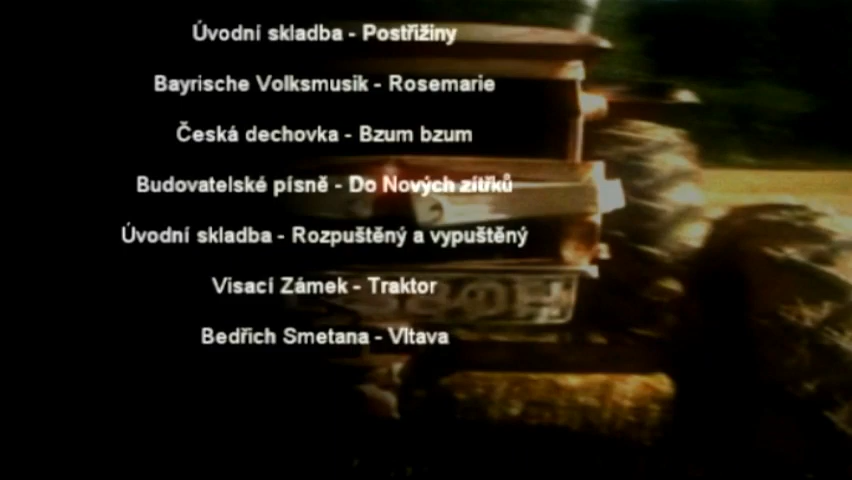 Úvodní skladba - Postřižiny
Bayrische Volksmusik - Rosemarie
Česká dechovka - Bzum bzum
Budovatelské písně - Do Nových zítřků
Úvodní skladba - Rozpuštěný a vypuštěný
Visací Zámek - Traktor
Bedřich Smetana - Vltava